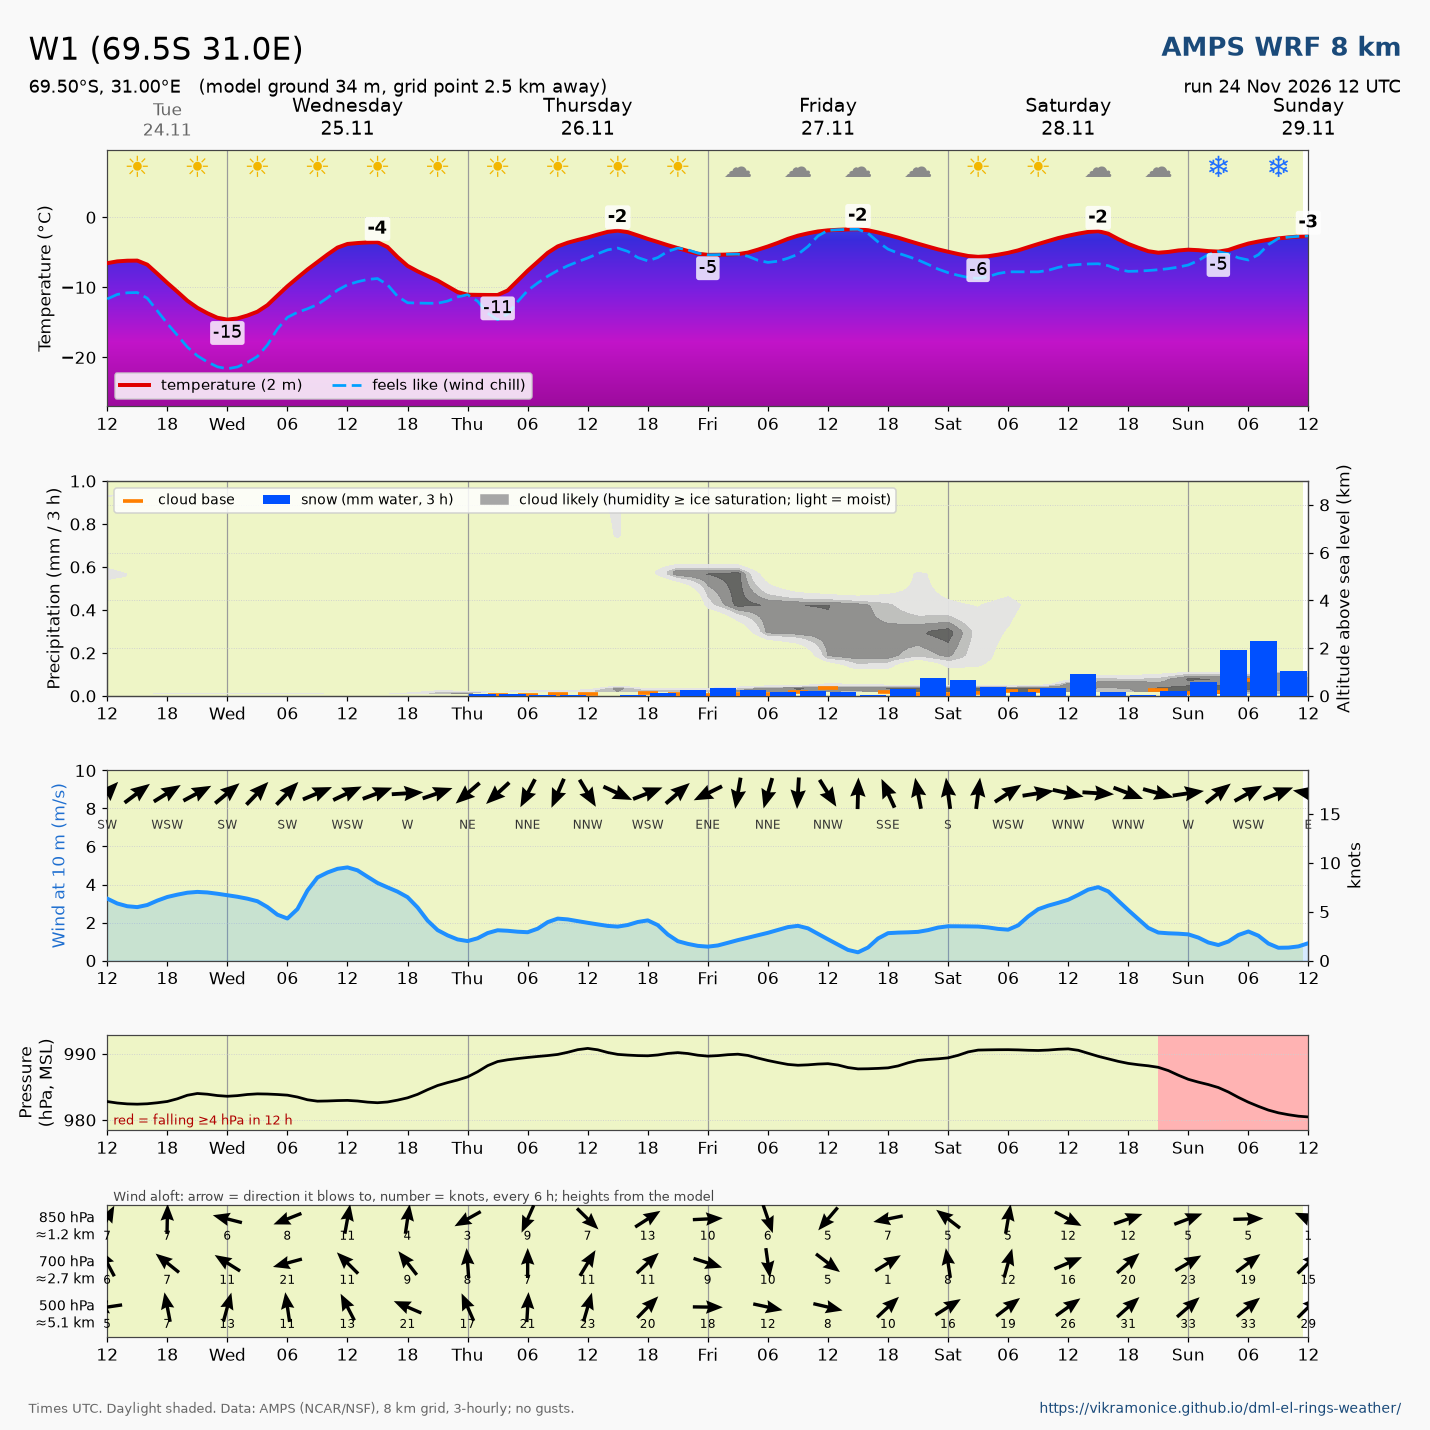 W1 (69.5S 31.0E)
AMPS WRF 8 km
69.50°S, 31.00°E (model ground 34 m, grid point 2.5 km away)
run 24 Nov 2026 12 UTC
Tue Wednesday Thursday Friday Saturday Sunday
24.11 25.11 26.11 27.11 28.11 29.11
Temperature (°C)
0
−10
−20
-15 -4 -11 -2 -5 -2 -6 -2 -5 -3
temperature (2 m) feels like (wind chill)
12 18 Wed 06 12 18 Thu 06 12 18 Fri 06 12 18 Sat 06 12 18 Sun 06 12
Precipitation (mm / 3 h)
1.0
0.8
0.6
0.4
0.2
0.0
cloud base snow (mm water, 3 h) cloud likely (humidity ≥ ice saturation; light = moist)
8
6
4
2
0
Altitude above sea level (km)
12 18 Wed 06 12 18 Thu 06 12 18 Fri 06 12 18 Sat 06 12 18 Sun 06 12
Wind at 10 m (m/s)
10
8
6
4
2
0
SW WSW SW SW WSW W NE NNE NNW WSW ENE NNE NNW SSE S WSW WNW WNW W WSW E
15
10
5
0
knots
12 18 Wed 06 12 18 Thu 06 12 18 Fri 06 12 18 Sat 06 12 18 Sun 06 12
Pressure
(hPa, MSL)
990
980
red = falling ≥4 hPa in 12 h
12 18 Wed 06 12 18 Thu 06 12 18 Fri 06 12 18 Sat 06 12 18 Sun 06 12
Wind aloft: arrow = direction it blows to, number = knots, every 6 h; heights from the model
850 hPa
≈1.2 km 7 7 6 8 11 4 3 9 7 13 10 6 5 7 5 5 12 12 5 5 1
700 hPa
≈2.7 km 6 7 11 21 11 9 8 7 11 11 9 10 5 1 8 12 16 20 23 19 15
500 hPa
≈5.1 km 5 7 13 11 13 21 17 21 23 20 18 12 8 10 16 19 26 31 33 33 29
12 18 Wed 06 12 18 Thu 06 12 18 Fri 06 12 18 Sat 06 12 18 Sun 06 12
Times UTC. Daylight shaded. Data: AMPS (NCAR/NSF), 8 km grid, 3-hourly; no gusts.
https://vikramonice.github.io/dml-el-rings-weather/